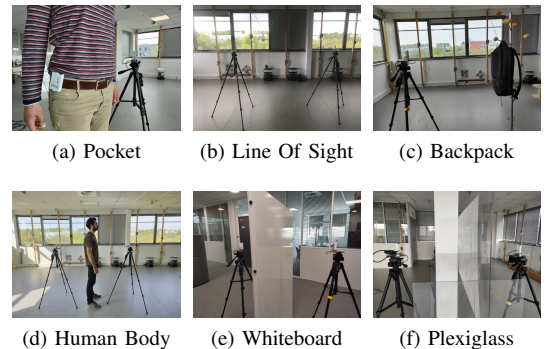 (a) Pocket
(b) Line Of Sight
(c) Backpack
(d) Human Body
(e) Whiteboard
(f) Plexiglass